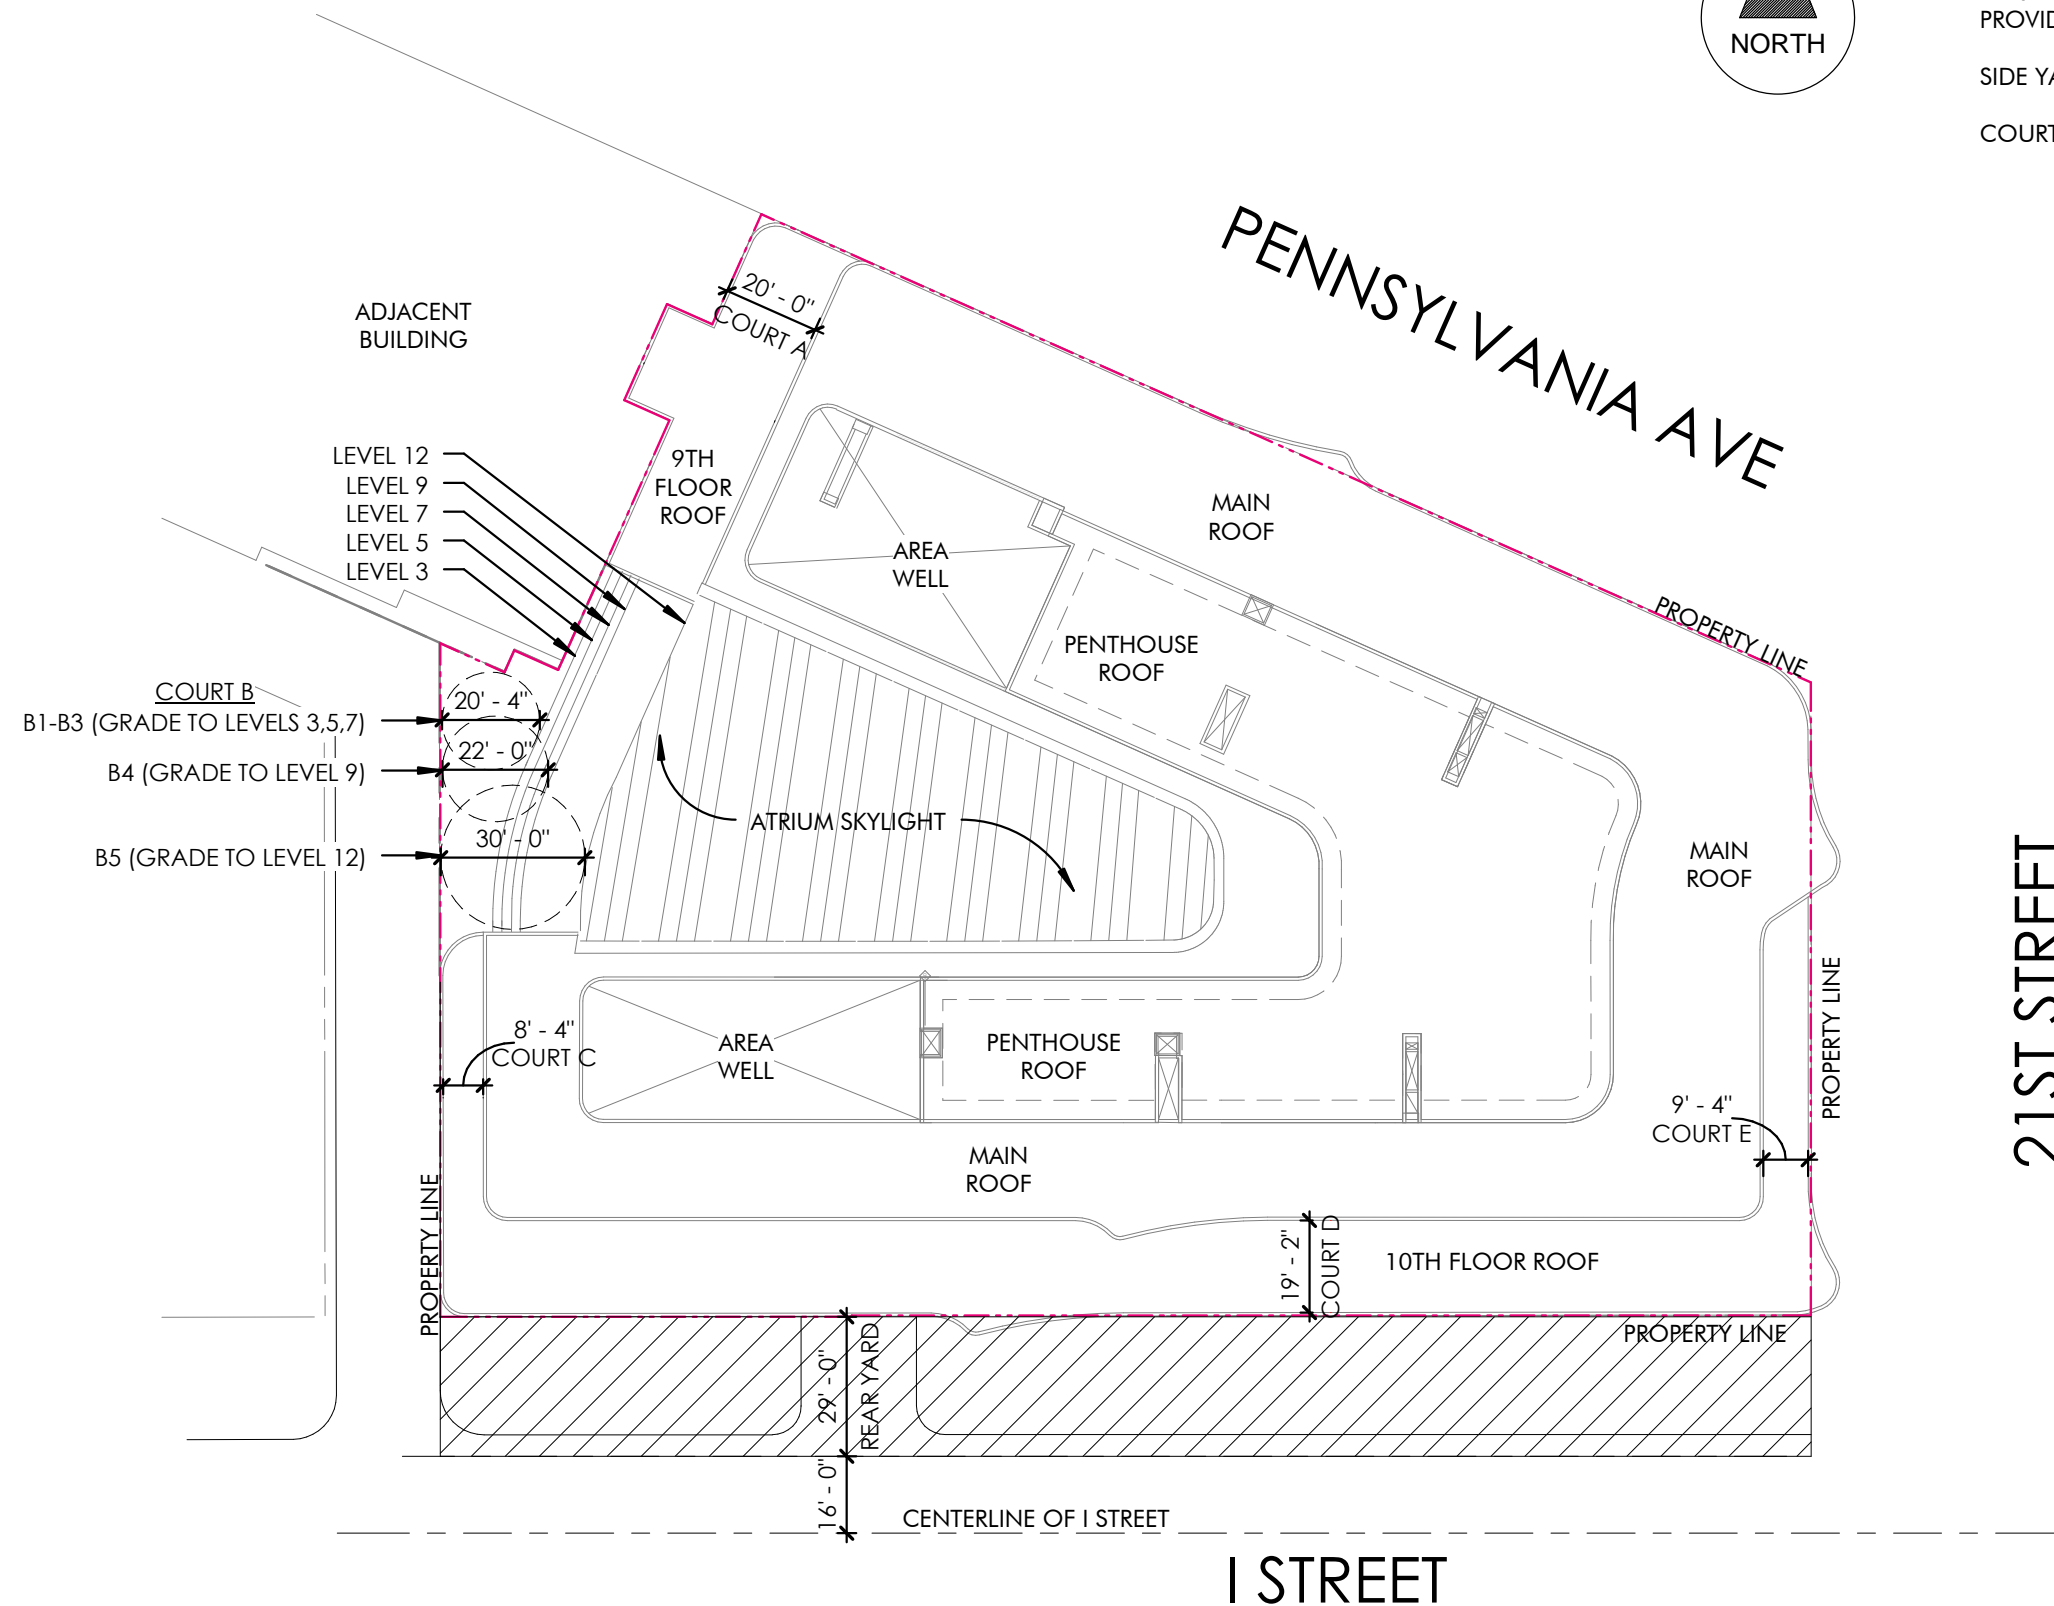 NORTH
SIDE
PENNSYLVANIA AVE
20' - 0"
COURT A
ADJACENT
BUILDING
LEVEL 12
LEVEL 9
LEVEL 7
LEVEL 5
LEVEL 3
9TH
FLOOR
ROOF
MAIN
ROOF
AREA
WELL
PENTHOUSE
ROOF
PROPERTY LINE
COURT B
B1-B3 (GRADE TO LEVELS 3,5,7)
20' - 4"
B4 (GRADE TO LEVEL 9)
22' - 0"
B5 (GRADE TO LEVEL 12)
30' - 0"
ATRIUM SKYLIGHT
MAIN
ROOF
21ST STREET
PROPERTY LINE
8' - 4"
COURT C
AREA
WELL
PENTHOUSE
ROOF
9' - 4"
COURT E
MAIN
ROOF
PROPERTY LINE
19' - 2"
COURT D
10TH FLOOR ROOF
PROPERTY LINE
29' - 0"
REAR YARD
16' - 0"
CENTERLINE OF I STREET
I STREET